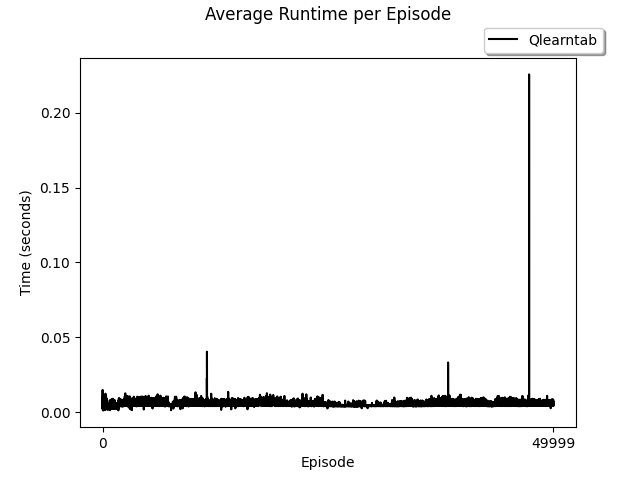 Average Runtime per Episode
Qlearntab
0.20
0.15
0.10
0.05
0.00
Time (seconds)
0 49999
Episode